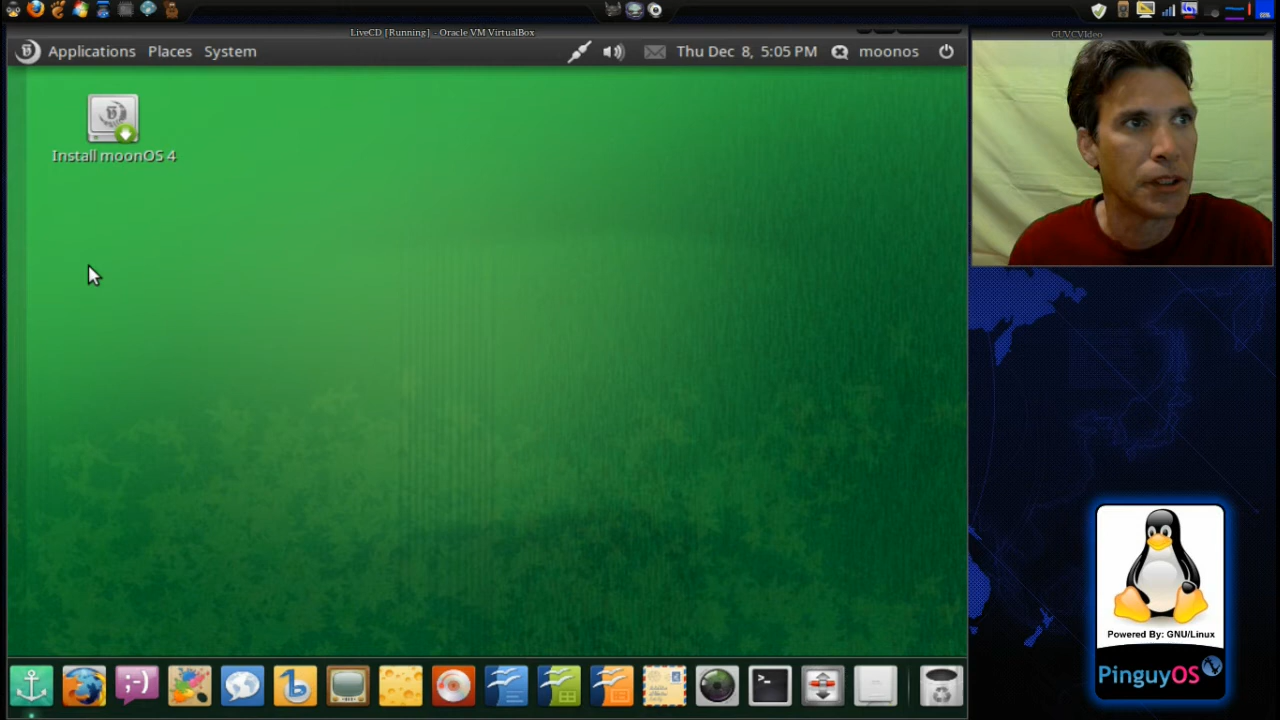 LiveCD [Running] - Oracle VM VirtualBox
GUVCVideo
Applications Places System
Thu Dec 8, 5:05 PM
moonos
Install moonOS 4
;-)
>_
Powered By: GNU/Linux
PinguyOS